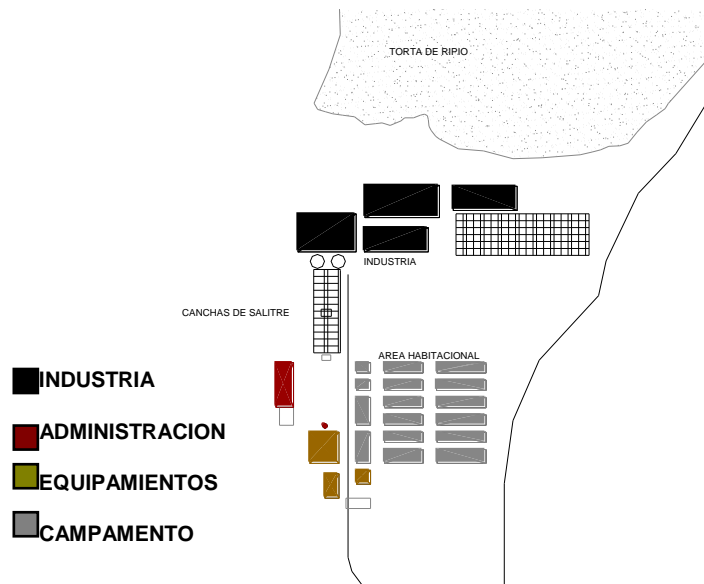 TORTA DE RIPIO
INDUSTRIA
CANCHAS DE SALITRE
AREA HABITACIONAL
INDUSTRIA
ADMINISTRACION
EQUIPAMIENTOS
CAMPAMENTO